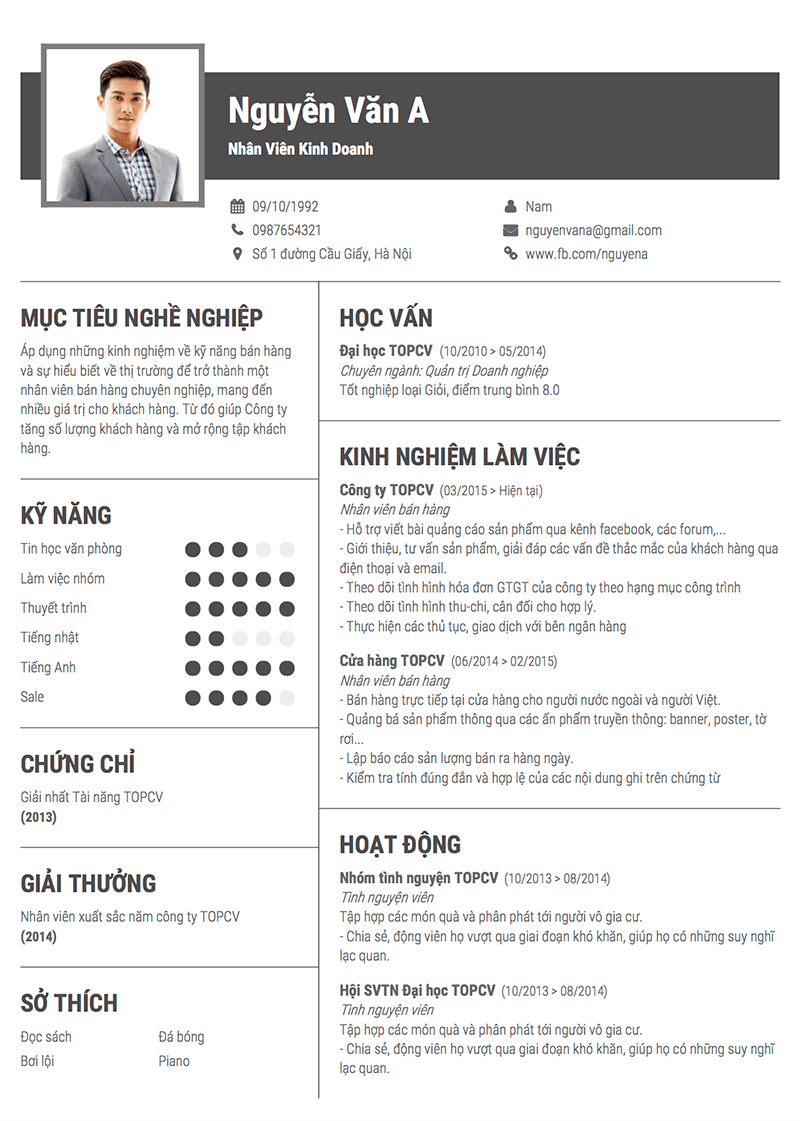 Nguyễn Văn A
Nhân Viên Kinh Doanh
09/10/1992
Nam
0987654321
nguyenvana@gmail.com
Số 1 đường Cầu Giấy, Hà Nội
www.fb.com/nguyena
MỤC TIÊU NGHỀ NGHIỆP
Áp dụng những kinh nghiệm về kỹ năng bán hàng
và sự hiểu biết về thị trường để trở thành một
nhân viên bán hàng chuyên nghiệp, mang đến
nhiều giá trị cho khách hàng. Từ đó giúp Công ty
tăng số lượng khách hàng và mở rộng tập khách
hàng.
KỸ NĂNG
Tin học văn phòng
Làm việc nhóm
Thuyết trình
Tiếng nhật
Tiếng Anh
Sale
CHỨNG CHỈ
Giải nhất Tài năng TOPCV
(2013)
GIẢI THƯỞNG
Nhân viên xuất sắc năm công ty TOPCV
(2014)
SỞ THÍCH
Đọc sách
Đá bóng
Bơi lội
Piano
HỌC VẤN
Đại học TOPCV (10/2010 > 05/2014)
Chuyên ngành: Quản trị Doanh nghiệp
Tốt nghiệp loại Giỏi, điểm trung bình 8.0
KINH NGHIỆM LÀM VIỆC
Công ty TOPCV (03/2015 > Hiện tại)
Nhân viên bán hàng
- Hỗ trợ viết bài quảng cáo sản phẩm qua kênh facebook, các forum,...
- Giới thiệu, tư vấn sản phẩm, giải đáp các vấn đề thắc mắc của khách hàng qua
điện thoại và email.
- Theo dõi tình hình hóa đơn GTGT của công ty theo hạng mục công trình
- Theo dõi tình hình thu-chi, cân đối cho hợp lý.
- Thực hiện các thủ tục, giao dịch với bên ngân hàng
Cửa hàng TOPCV (06/2014 > 02/2015)
Nhân viên bán hàng
- Bán hàng trực tiếp tại cửa hàng cho người nước ngoài và người Việt.
- Quảng bá sản phẩm thông qua các ấn phẩm truyền thông: banner, poster, tờ
rơi...
- Lập báo cáo sản lượng bán ra hàng ngày.
- Kiểm tra tính đúng đắn và hợp lệ của các nội dung ghi trên chứng từ
HOẠT ĐỘNG
Nhóm tình nguyện TOPCV (10/2013 > 08/2014)
Tình nguyện viên
Tập hợp các món quà và phân phát tới người vô gia cư.
- Chia sẻ, động viên họ vượt qua giai đoạn khó khăn, giúp họ có những suy nghĩ
lạc quan.
Hội SVTN Đại học TOPCV (10/2013 > 08/2014)
Tình nguyện viên
Tập hợp các món quà và phân phát tới người vô gia cư.
- Chia sẻ, động viên họ vượt qua giai đoạn khó khăn, giúp họ có những suy nghĩ
lạc quan.